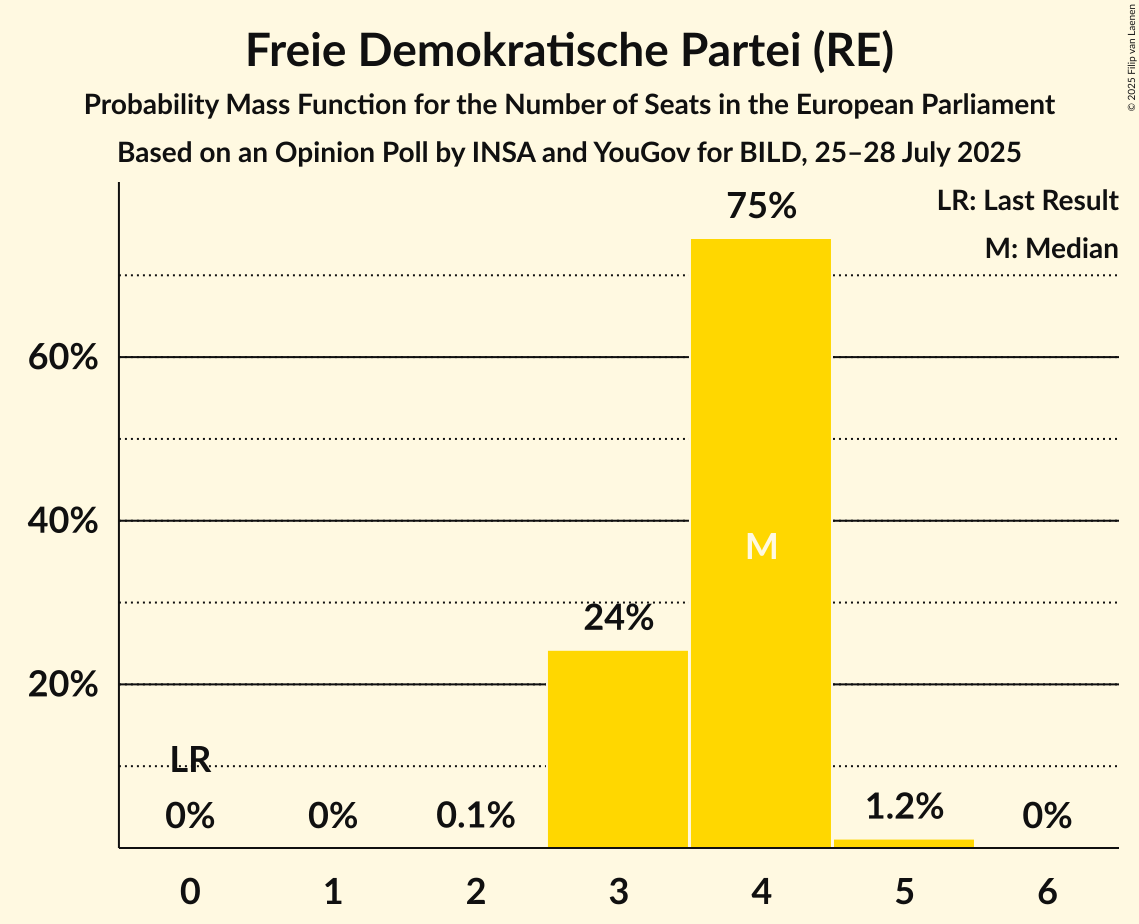 Freie Demokratische Partei (RE)
Probability Mass Function for the Number of Seats in the European Parliament
Based on an Opinion Poll by INSA and YouGov for BILD, 25–28 July 2025
© 2025 Filip van Laenen
LR: Last Result
M: Median
75%
60%
40%
M
24%
20%
LR
0%
0%
0.1%
1.2%
0%
0 1 2 3 4 5 6